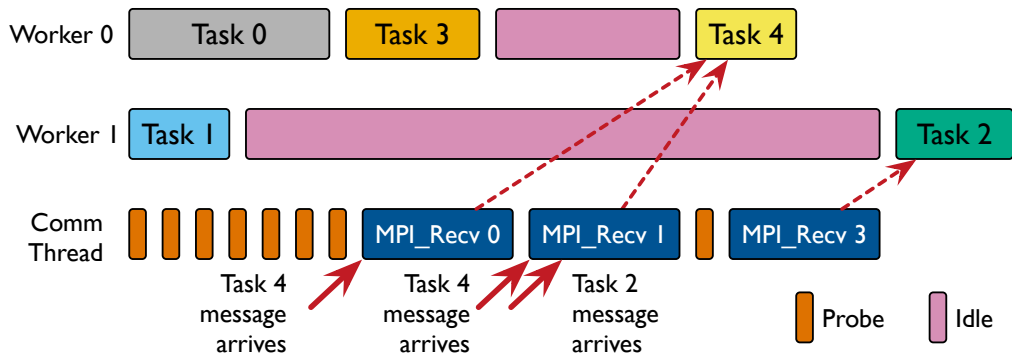 Worker 0
Task 0
Task 3
Task 4
Worker 1
Task 1
Task 2
Comm
Thread
MPI_Recv 0
MPI_Recv 1
MPI_Recv 3
Task 4
message
arrives
Task 4
message
arrives
Task 2
message
arrives
Probe
Idle